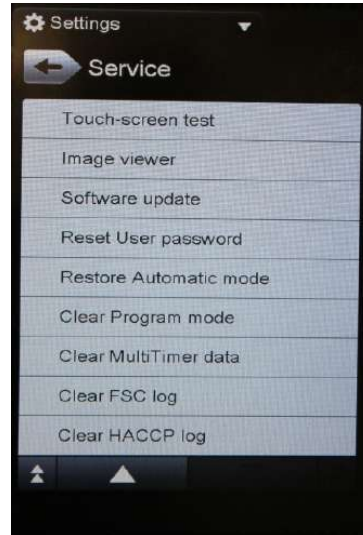 Settings
Service
Touch-screen test
Image viewer
Software update
Reset User password
Restore Automatic mode
Clear Program mode
Clear MultiTimer data
Clear FSC log
Clear HACCP log